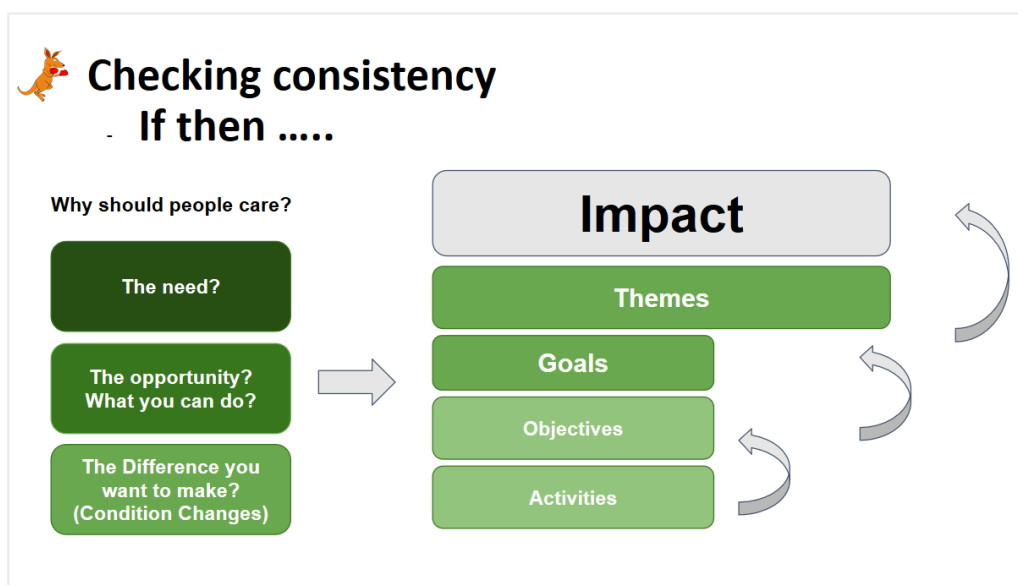 Checking consistency
- If then .....
Why should people care?
The need?
The opportunity?
What you can do?
The Difference you
want to make?
(Condition Changes)
Impact
Themes
Goals
Objectives
Activities